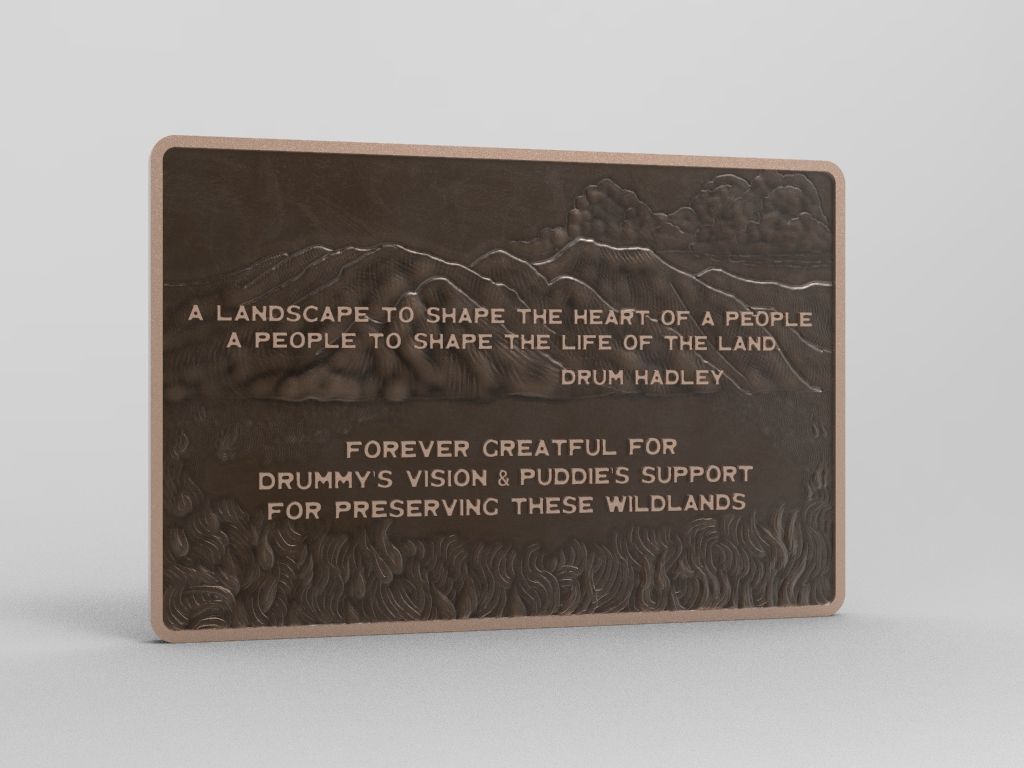 A LANDSCAPE TO SHAPE THE HEART OF A PEOPLE
A PEOPLE TO SHAPE THE LIFE OF THE LAND
DRUM HADLEY
FOREVER GREATFUL FOR
DRUMMY'S VISION & PUDDIE'S SUPPORT
FOR PRESERVING THESE WILDLANDS